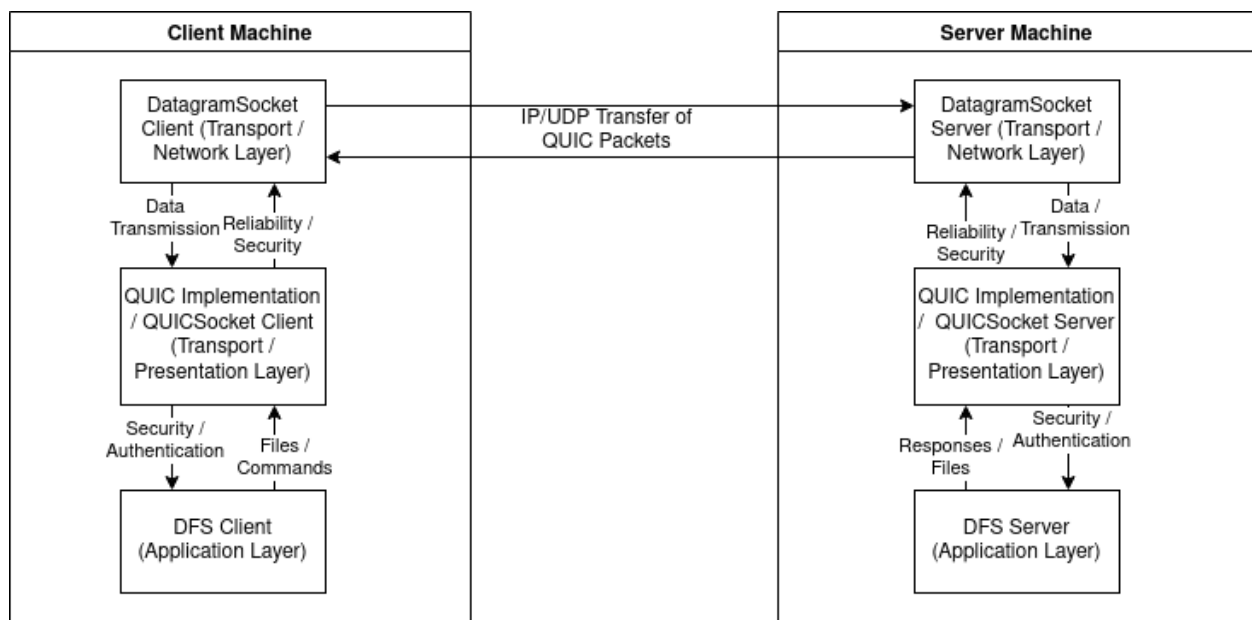 Client Machine
Server Machine
DatagramSocket
Client (Transport /
Network Layer)
IP/UDP Transfer of
QUIC Packets
DatagramSocket
Server (Transport /
Network Layer)
Data
Transmission
Reliability /
Security
Reliability /
Security
Data /
Transmission
QUIC Implementation
/ QUICSocket Client
(Transport /
Presentation Layer)
QUIC Implementation
/ QUICSocket Server
(Transport /
Presentation Layer)
Security /
Authentication
Files /
Commands
Responses /
Files
Security /
Authentication
DFS Client
(Application Layer)
DFS Server
(Application Layer)